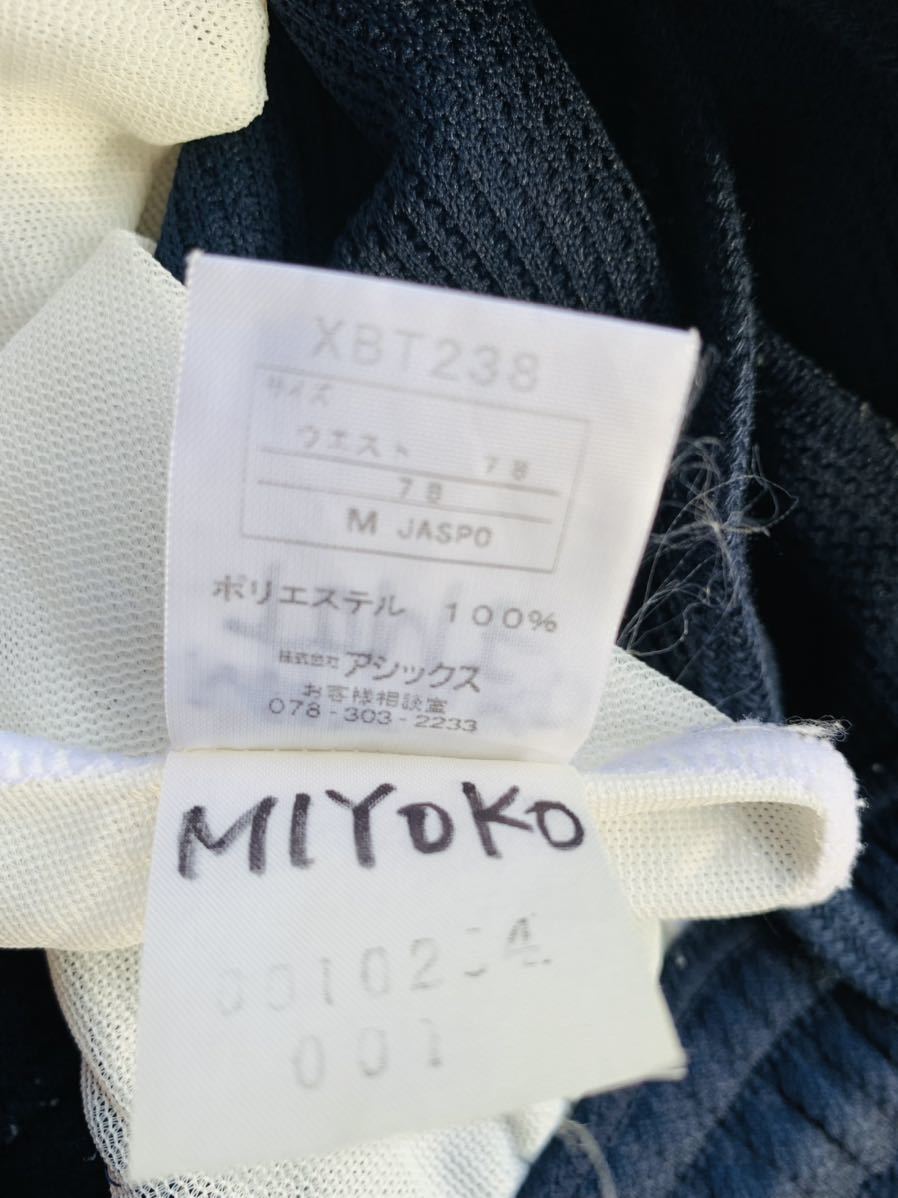 XBT238
サイズ
ウエスト 78
78
M JASPO
ポリエステル 100%
株式会社アシックス
お客様相談室
078-303-2233
MIYOKO
001